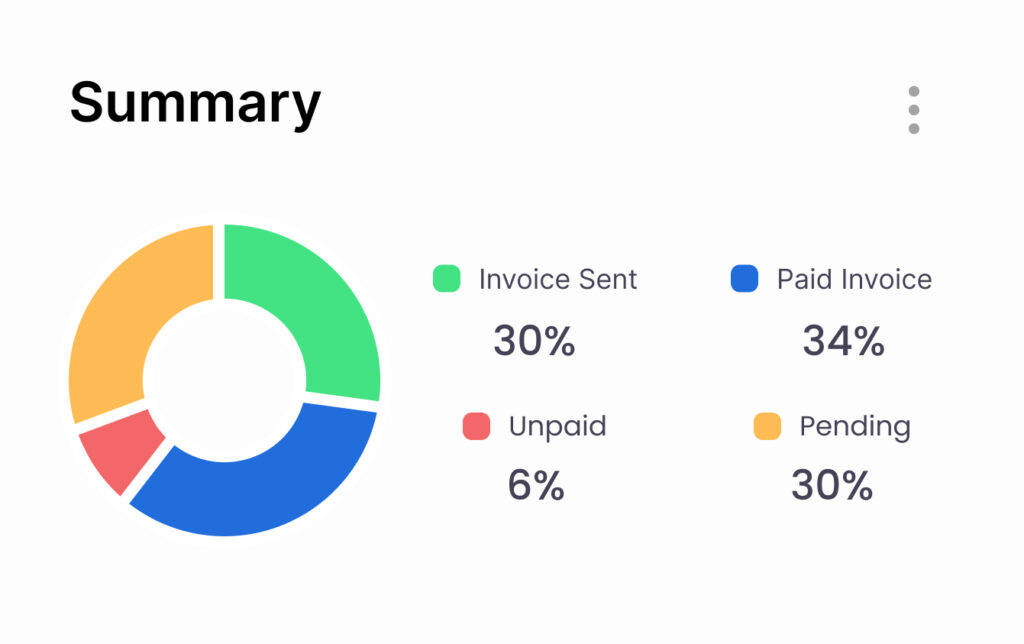 Summary
Invoice Sent
30%
Paid Invoice
34%
Unpaid
6%
Pending
30%